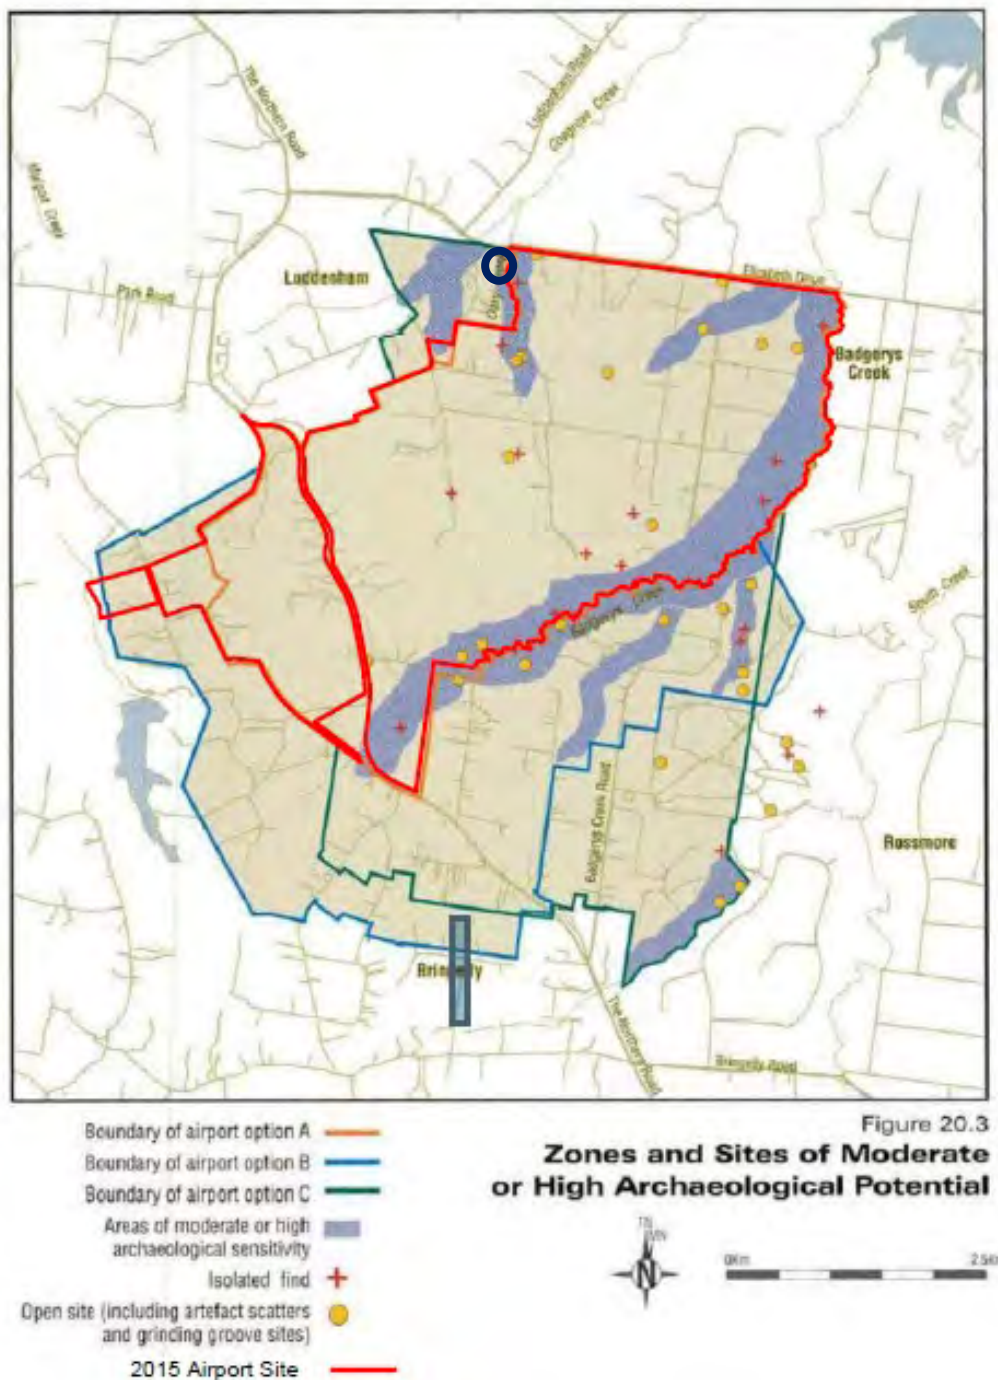 The Northern Road
Luddenham Road
Cosgrove Creek
Luddenham
Park Road
Elizabeth Drive
Badgerys
Creek
Badgerys Creek
South Creek
Badgerys Creek Road
Rossmore
The Northern Road
Bringelly Road
Figure 20.3
Zones and Sites of Moderate
or High Archaeological Potential
Boundary of airport option A
Boundary of airport option B
Boundary of airport option C
Areas of moderate or high
archaeological sensitivity
Isolated find
Open site (including artefact scatters
and grinding groove sites)
2015 Airport Site
N
0Km